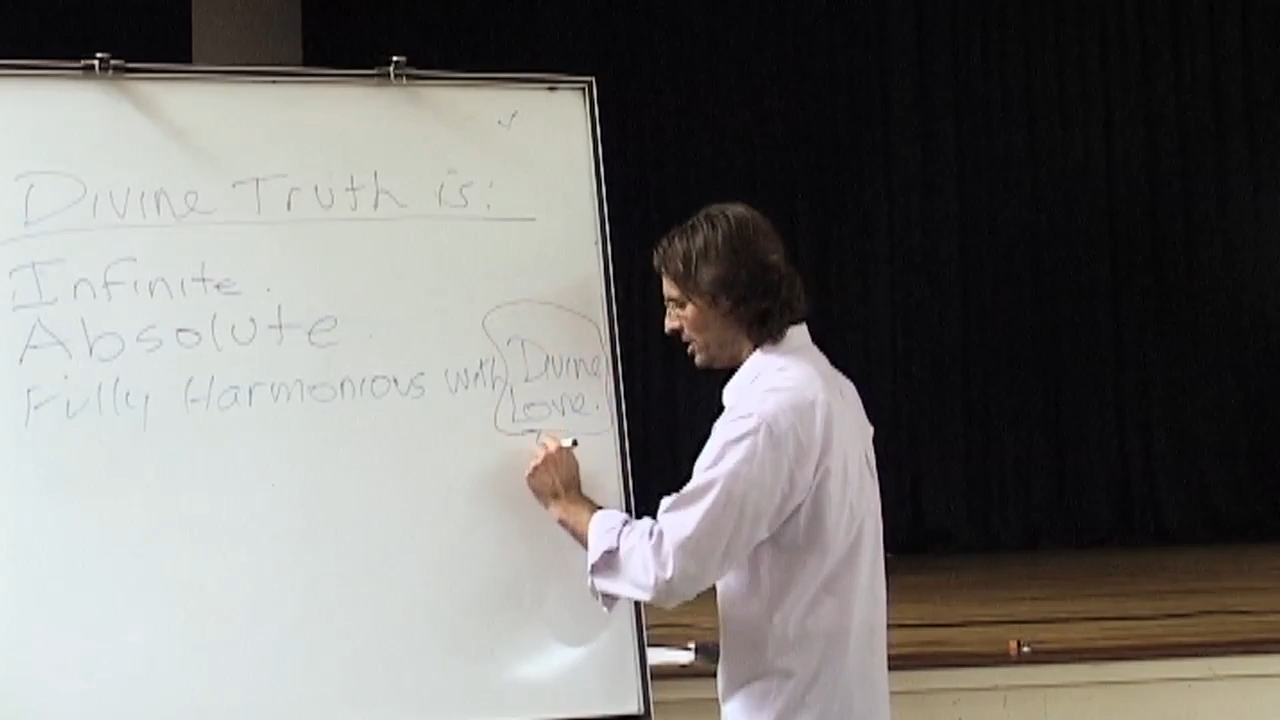 Divine Truth is:
Infinite.
Absolute.
Fully Harmonious with Divine
Love.